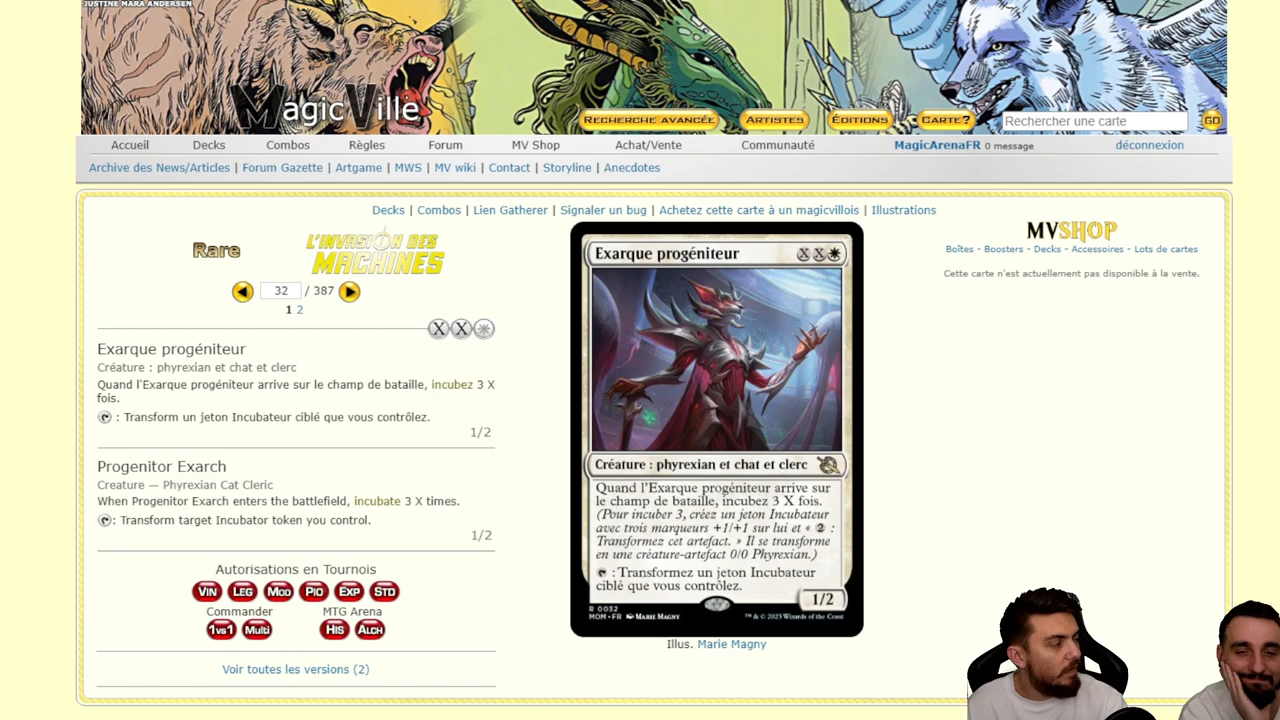 JUSTINE MARA ANDERSEN
MagicVille
RECHERCHE AVANCÉE
ARTISTES
ÉDITIONS
CARTE?
Rechercher une carte
GO
Accueil
Decks
Combos
Règles
Forum
MV Shop
Achat/Vente
Communauté
MagicArenaFR 0 message
déconnexion
Archive des News/Articles | Forum Gazette | Artgame | MWS | MV wiki | Contact | Storyline | Anecdotes
Decks | Combos | Lien Gatherer | Signaler un bug | Achetez cette carte à un magicvillois | Illustrations
Rare
L'INVASION DES
MACHINES
32 / 387
1 2
X X
Exarque progéniteur
Créature : phyrexian et chat et clerc
Quand l'Exarque progéniteur arrive sur le champ de bataille, incubez 3 X
fois.
: Transform un jeton Incubateur ciblé que vous contrôlez.
1/2
Progenitor Exarch
Creature — Phyrexian Cat Cleric
When Progenitor Exarch enters the battlefield, incubate 3 X times.
: Transform target Incubator token you control.
1/2
Autorisations en Tournois
VIN LEG MOD PIO EXP STD
Commander
MTG Arena
1vs1 Multi
HIS ALCH
Voir toutes les versions (2)
Exarque progéniteur
X X
Créature : phyrexian et chat et clerc
Quand l'Exarque progéniteur arrive sur
le champ de bataille, incubez 3 X fois.
(Pour incuber 3, créez un jeton Incubateur
avec trois marqueurs +1/+1 sur lui et « 2 :
Transformez cet artefact. » Il se transforme
en une créature-artefact 0/0 Phyrexian.)
: Transformez un jeton Incubateur
ciblé que vous contrôlez.
1/2
R 0032
MOM • FR MARIE MAGNY
™ & © 2023 Wizards of the Coast
Illus. Marie Magny
MVSHOP
Boîtes - Boosters - Decks - Accessoires - Lots de cartes
Cette carte n'est actuellement pas disponible à la vente.